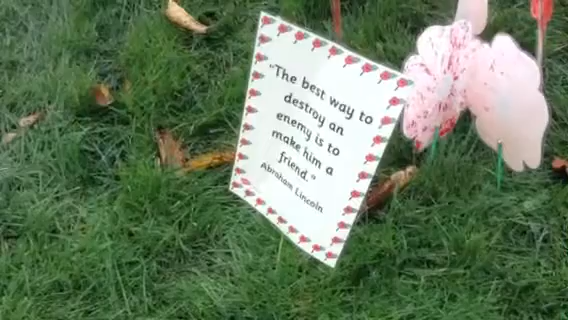 "The best way to
destroy an
enemy is to
make him a
friend."
Abraham Lincoln